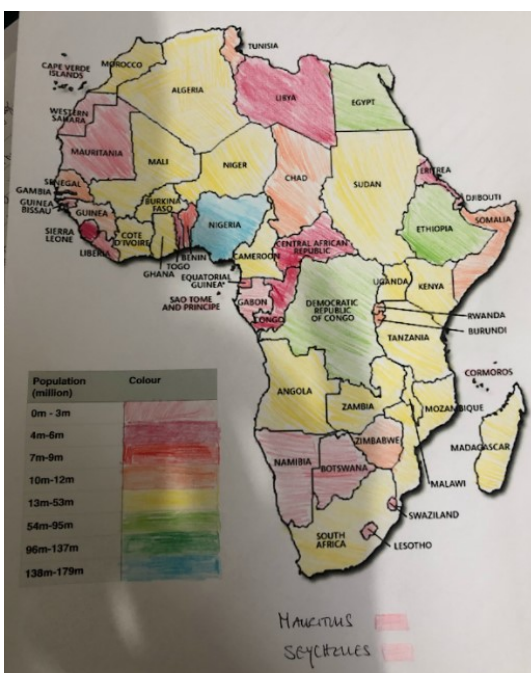 TUNISIA
MOROCCO
CAPE VERDE
ISLANDS
ALGERIA
LIBYA
EGYPT
WESTERN
SAHARA
MAURITANIA
MALI
NIGER
CHAD
SUDAN
ERITREA
DJIBOUTI
SENEGAL
GAMBIA
GUINEA
BISSAU
GUINEA
BURKINA
FASO
NIGERIA
SOMALIA
ETHIOPIA
SIERRA
LEONE
COTE
D'IVOIRE
LIBERIA
GHANA
TOGO
BENIN
CAMEROON
CENTRAL AFRICAN
REPUBLIC
EQUATORIAL
GUINEA
SAO TOME
AND PRINCIPE
GABON
CONGO
DEMOCRATIC
REPUBLIC
OF CONGO
UGANDA
KENYA
RWANDA
BURUNDI
TANZANIA
CORMOROS
ANGOLA
ZAMBIA
MOZAMBIQUE
MADAGASCAR
ZIMBABWE
NAMIBIA
BOTSWANA
MALAWI
SWAZILAND
SOUTH
AFRICA
LESOTHO
Population
(million)
Colour
0m - 3m
4m-6m
7m-9m
10m-12m
13m-53m
54m-95m
96m-137m
138m-179m
MAURITIUS
SEYCHELLES